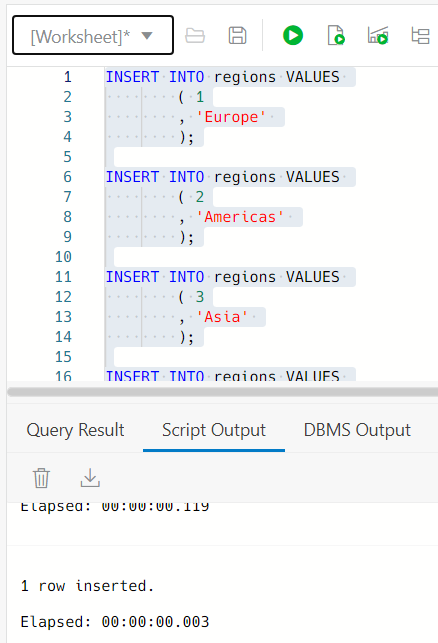 [Worksheet]*
1 INSERT INTO regions VALUES
2 ( 1
3 , 'Europe'
4 );
5
6 INSERT INTO regions VALUES
7 ( 2
8 , 'Americas'
9 );
10
11 INSERT INTO regions VALUES
12 ( 3
13 , 'Asia'
14 );
15
16 INSERT INTO regions VALUES
Query Result Script Output DBMS Output
Elapsed: 00:00:00.119
1 row inserted.
Elapsed: 00:00:00.003